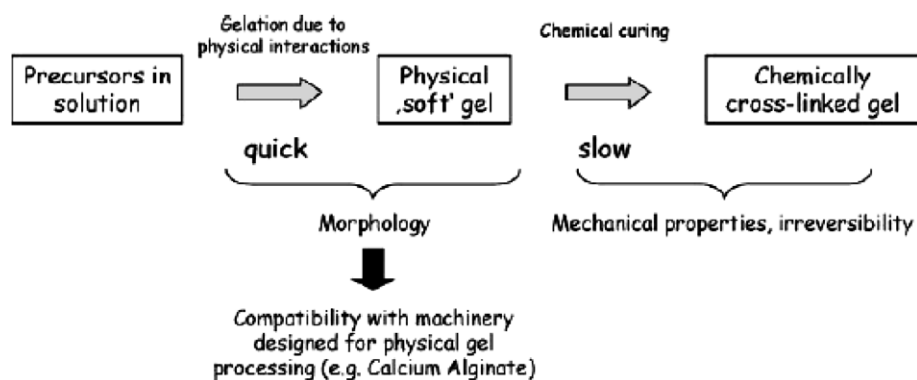 Gelation due to
physical interactions
Chemical curing
Precursors in
solution
Physical
‚soft' gel
Chemically
cross-linked gel
quick
slow
Morphology
Mechanical properties, irreversibility
Compatibility with machinery
designed for physical gel
processing (e.g. Calcium Alginate)